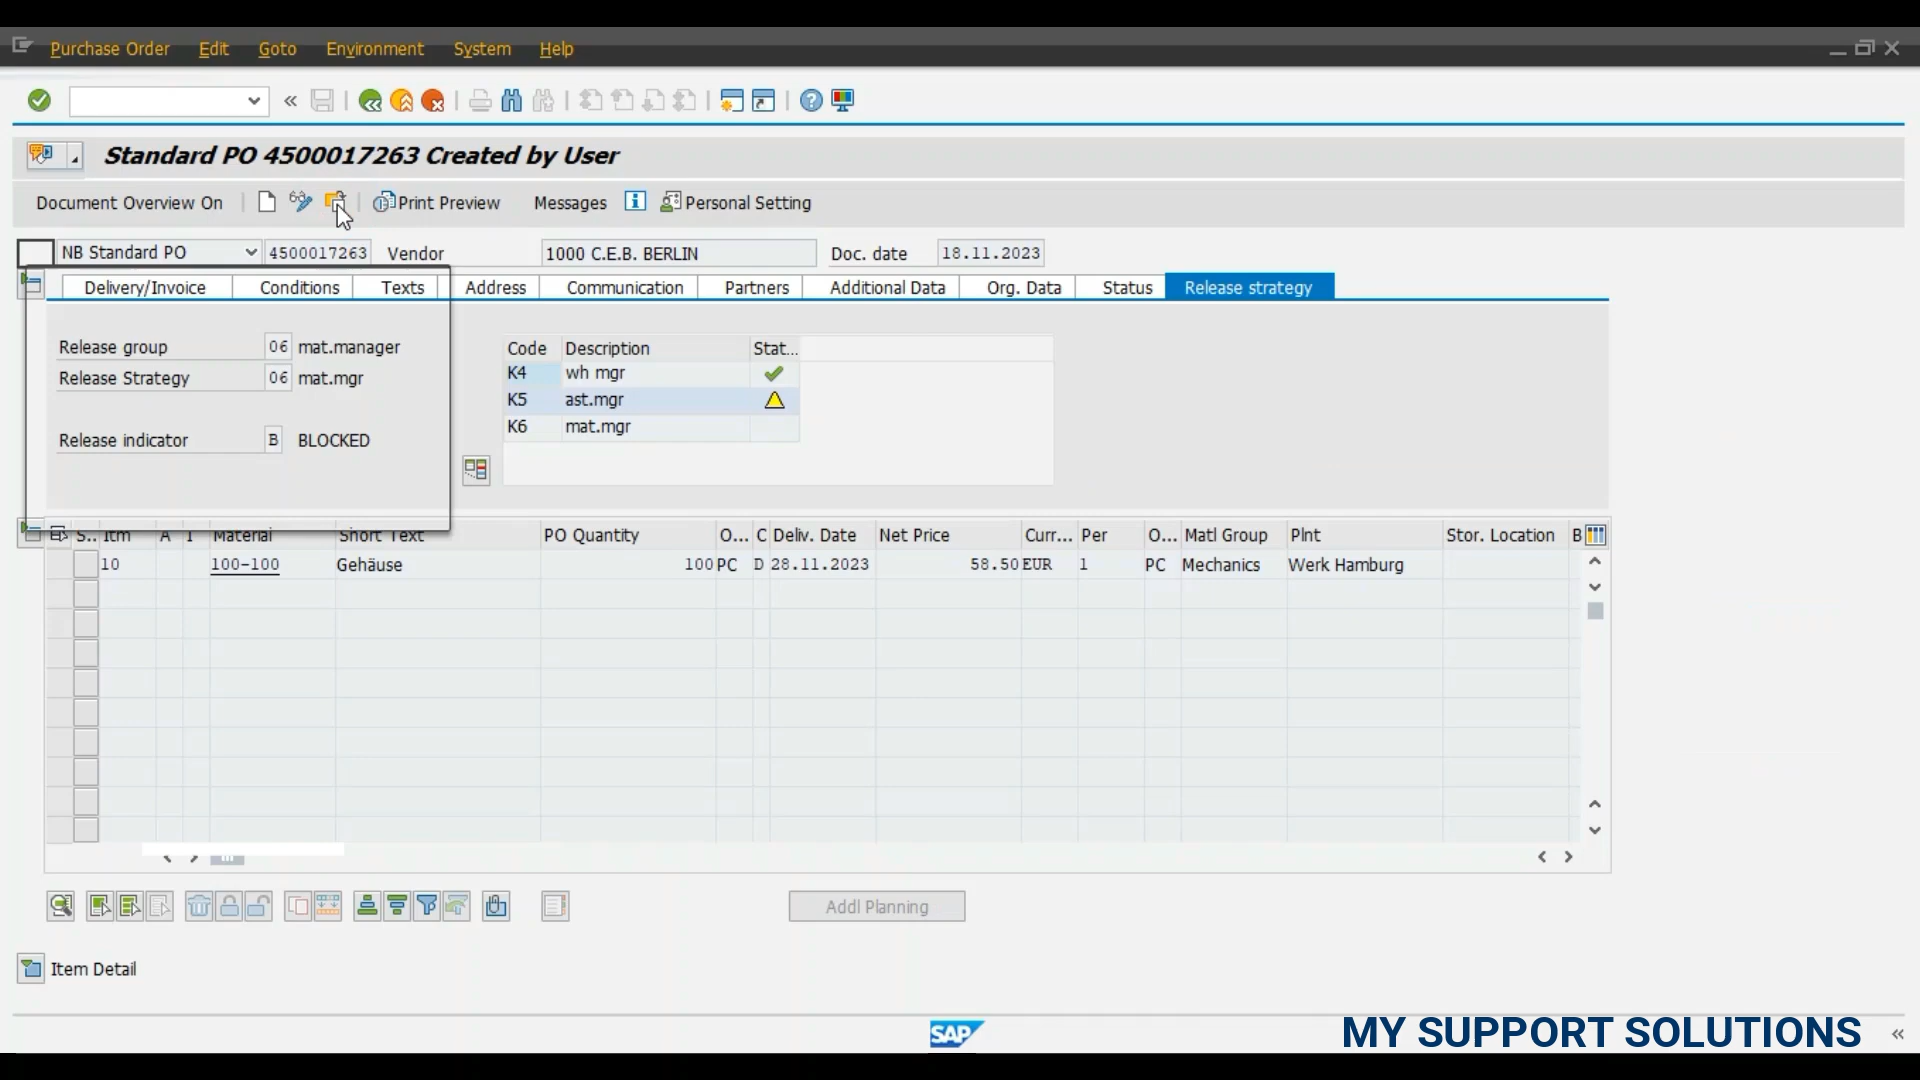 Purchase Order Edit Goto Environment System Help
Standard PO 4500017263 Created by User
Document Overview On Print Preview Messages Personal Setting
NB Standard PO 4500017263 Vendor 1000 C.E.B. BERLIN Doc. date 18.11.2023
Delivery/Invoice Conditions Texts Address Communication Partners Additional Data Org. Data Status Release strategy
Release group 06 mat.manager
Release Strategy 06 mat.mgr
Release indicator B BLOCKED
Code Description Stat...
K4 wh mgr
K5 ast.mgr
K6 mat.mgr
S.. Itm A I Material Short Text PO Quantity O... C Deliv. Date Net Price Curr... Per O... Matl Group Plnt Stor. Location B
10 100-100 Gehäuse 100 PC D 28.11.2023 58.50 EUR 1 PC Mechanics Werk Hamburg
Addl Planning
Item Detail
SAP
MY SUPPORT SOLUTIONS